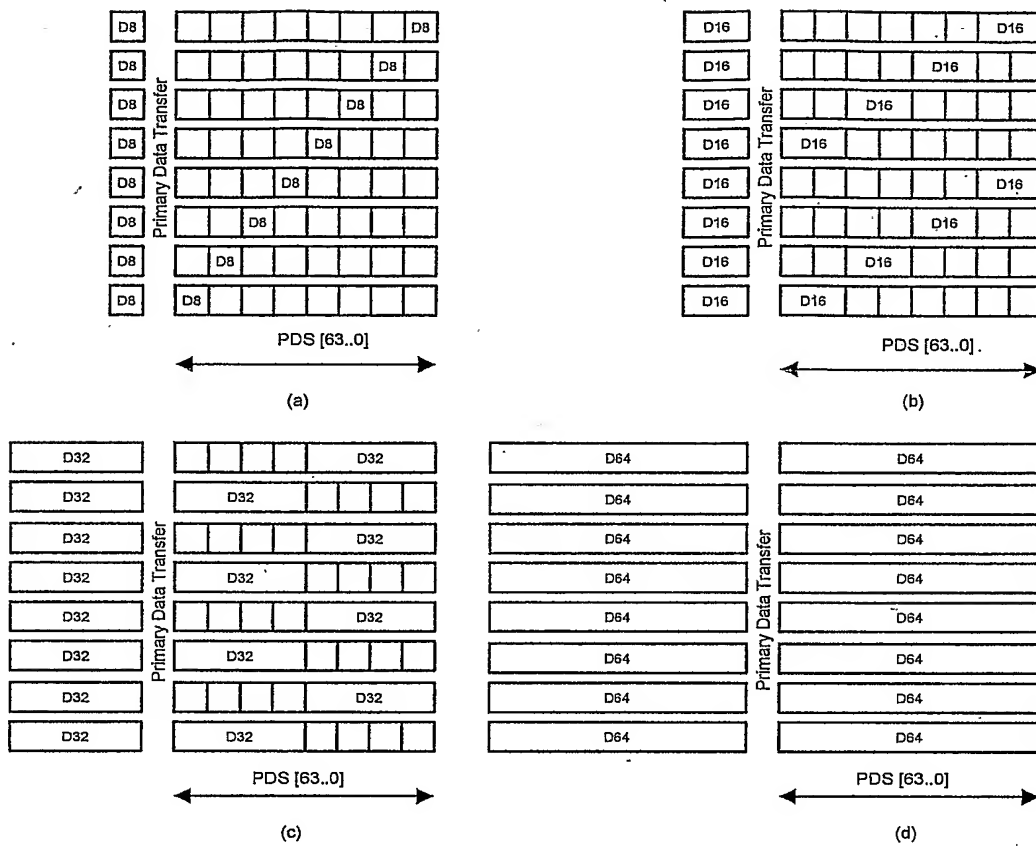 D8 D8 D16 D16
D8 D8 D16 D16
D8 D8 D16 D16
D8 D8 D16 D16
D8 D8 D16 D16
D8 D8 D16 D16
D8 D8 D16 D16
D8 D8 D16 D16
Primary Data Transfer
Primary Data Transfer
PDS [63..0]
PDS [63..0]
(a)
(b)
D32 D32 D64 D64
D32 D32 D64 D64
D32 D32 D64 D64
D32 D32 D64 D64
D32 D32 D64 D64
D32 D32 D64 D64
D32 D32 D64 D64
D32 D32 D64 D64
Primary Data Transfer
Primary Data Transfer
PDS [63..0]
PDS [63..0]
(c)
(d)